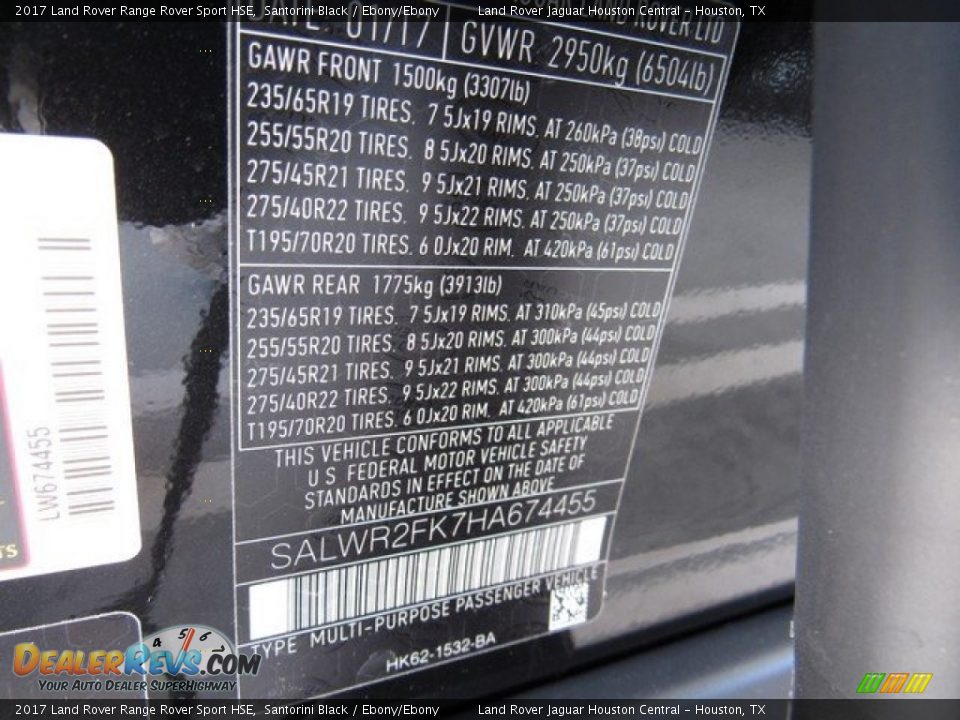 2017 Land Rover Range Rover Sport HSE, Santorini Black / Ebony/Ebony Land Rover Jaguar Houston Central - Houston, TX
DATE 01/17
ROVER LTD
GVWR 2950kg (6504lb)
GAWR FRONT 1500kg (3307lb)
235/65R19 TIRES. 7 5Jx19 RIMS. AT 260kPa (38psi) COLD
255/55R20 TIRES. 8 5Jx20 RIMS. AT 250kPa (37psi) COLD
275/45R21 TIRES. 9 5Jx21 RIMS. AT 250kPa (37psi) COLD
275/40R22 TIRES. 9 5Jx22 RIMS. AT 250kPa (37psi) COLD
T195/70R20 TIRES. 6 0Jx20 RIM. AT 420kPa (61psi) COLD
GAWR REAR 1775kg (3913lb)
235/65R19 TIRES. 7 5Jx19 RIMS. AT 310kPa (45psi) COLD
255/55R20 TIRES. 8 5Jx20 RIMS. AT 300kPa (44psi) COLD
275/45R21 TIRES. 9 5Jx21 RIMS. AT 300kPa (44psi) COLD
275/40R22 TIRES. 9 5Jx22 RIMS. AT 300kPa (44psi) COLD
T195/70R20 TIRES. 6 0Jx20 RIM. AT 420kPa (61psi) COLD
THIS VEHICLE CONFORMS TO ALL APPLICABLE
U S FEDERAL MOTOR VEHICLE SAFETY
STANDARDS IN EFFECT ON THE DATE OF
MANUFACTURE SHOWN ABOVE
SALWR2FK7HA674455
TYPE MULTI-PURPOSE PASSENGER VEHICLE
HK62-1532-BA
LW674455
4 5 6
DEALERREVS.COM
YOUR AUTO DEALER SUPERHIGHWAY
2017 Land Rover Range Rover Sport HSE, Santorini Black / Ebony/Ebony Land Rover Jaguar Houston Central - Houston, TX